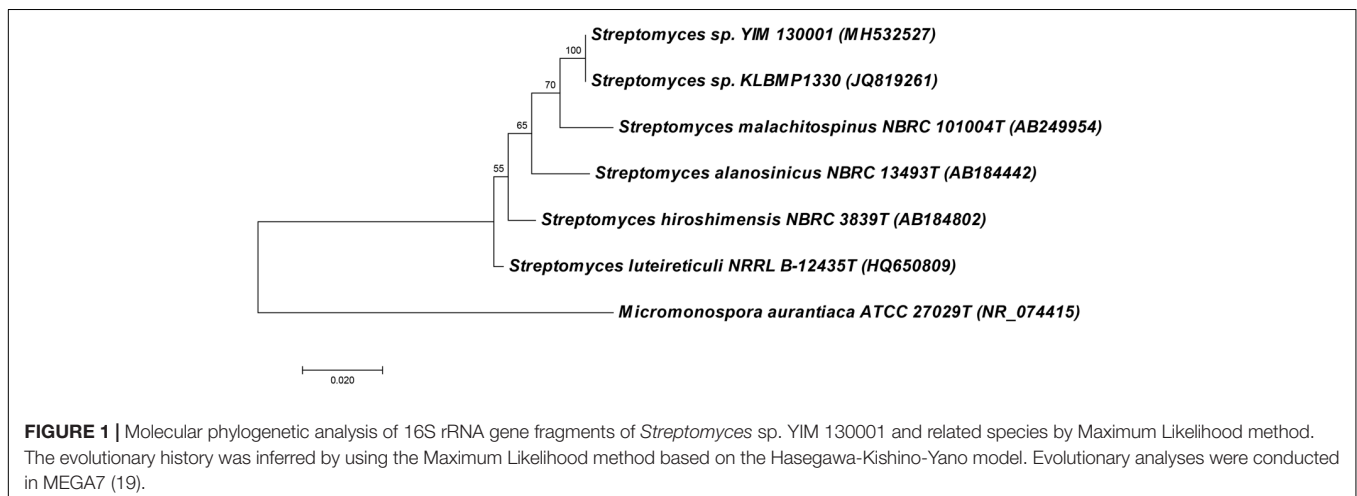 Streptomyces sp. YIM 130001 (MH532527)
100
Streptomyces sp. KLBMP1330 (JQ819261)
70
Streptomyces malachitospinus NBRC 101004T (AB249954)
65
Streptomyces alanosinicus NBRC 13493T (AB184442)
55
Streptomyces hiroshimensis NBRC 3839T (AB184802)
Streptomyces luteireticuli NRRL B-12435T (HQ650809)
Micromonospora aurantiaca ATCC 27029T (NR_074415)
0.020
FIGURE 1 | Molecular phylogenetic analysis of 16S rRNA gene fragments of Streptomyces sp. YIM 130001 and related species by Maximum Likelihood method.
The evolutionary history was inferred by using the Maximum Likelihood method based on the Hasegawa-Kishino-Yano model. Evolutionary analyses were conducted
in MEGA7 (19).